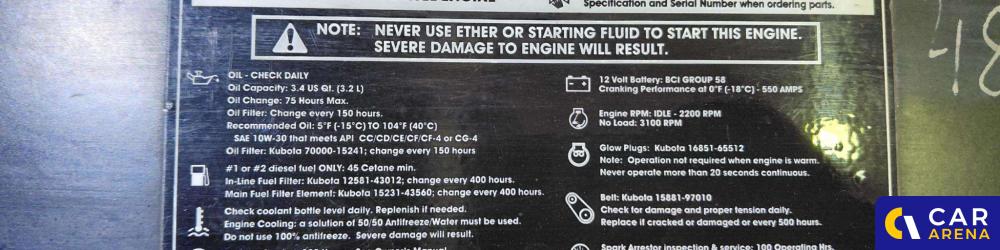 Specification and Serial Number when ordering parts.
NOTE: NEVER USE ETHER OR STARTING FLUID TO START THIS ENGINE.
SEVERE DAMAGE TO ENGINE WILL RESULT.
OIL - CHECK DAILY
Oil Capacity: 3.4 US Qt. (3.2 L)
Oil Change: 75 Hours Max.
Oil Filter: Change every 150 hours.
Recommended Oil: 5°F (-15°C) TO 104°F (40°C)
SAE 10W-30 that meets API CC/CD/CE/CF/CF-4 or CG-4
Oil Filter: Kubota 70000-15241; change every 150 hours
#1 or #2 diesel fuel ONLY: 45 Cetane min.
In-Line Fuel Filter: Kubota 12581-43012; change every 400 hours.
Main Fuel Filter Element: Kubota 15231-43560; change every 400 hours.
Check coolant bottle level daily. Replenish if needed.
Engine Cooling: a solution of 50/50 Antifreeze/Water must be used.
Do not use 100% antifreeze. Severe damage will result.
12 Volt Battery: BCI GROUP 58
Cranking Performance at 0°F (-18°C) - 550 AMPS
Engine RPM: IDLE - 2200 RPM
No Load: 3100 RPM
Glow Plugs: Kubota 16851-65512
Note: Operation not required when engine is warm.
Never operate more than 20 seconds continuous.
Belt: Kubota 15881-97010
Check for damage and proper tension daily.
Replace if cracked or damaged or every 500 hours.
Spark Arrestor inspection & service: 100 Operating Hrs.
CAR
ARENA